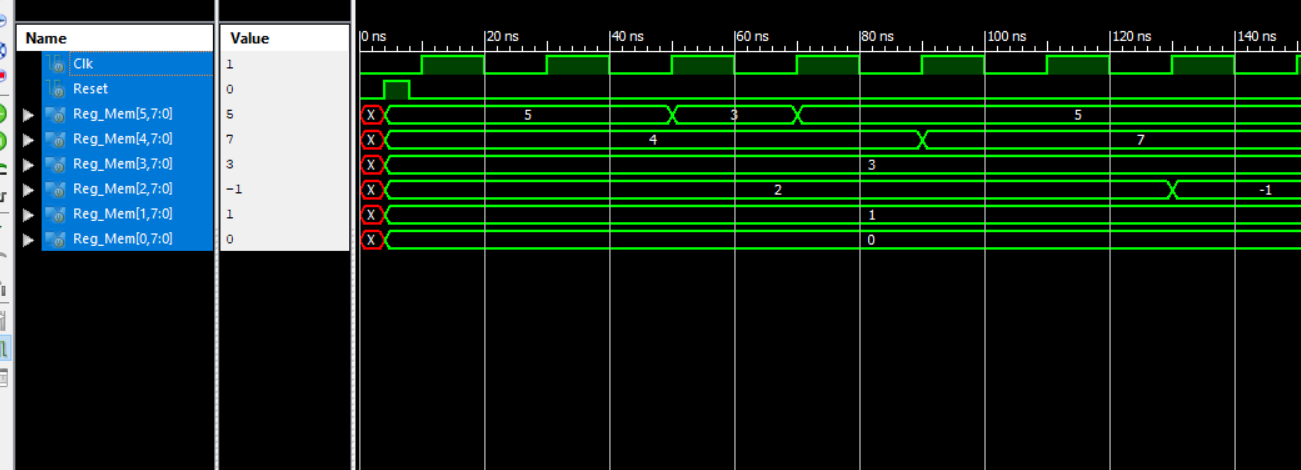 Name Value 0 ns 20 ns 40 ns 60 ns 80 ns 100 ns 120 ns 140 ns
Clk 1
Reset 0
Reg_Mem[5,7:0] 5 X 5 3 5
Reg_Mem[4,7:0] 7 X 4 7
Reg_Mem[3,7:0] 3 X 3
Reg_Mem[2,7:0] -1 X 2 -1
Reg_Mem[1,7:0] 1 X 1
Reg_Mem[0,7:0] 0 X 0